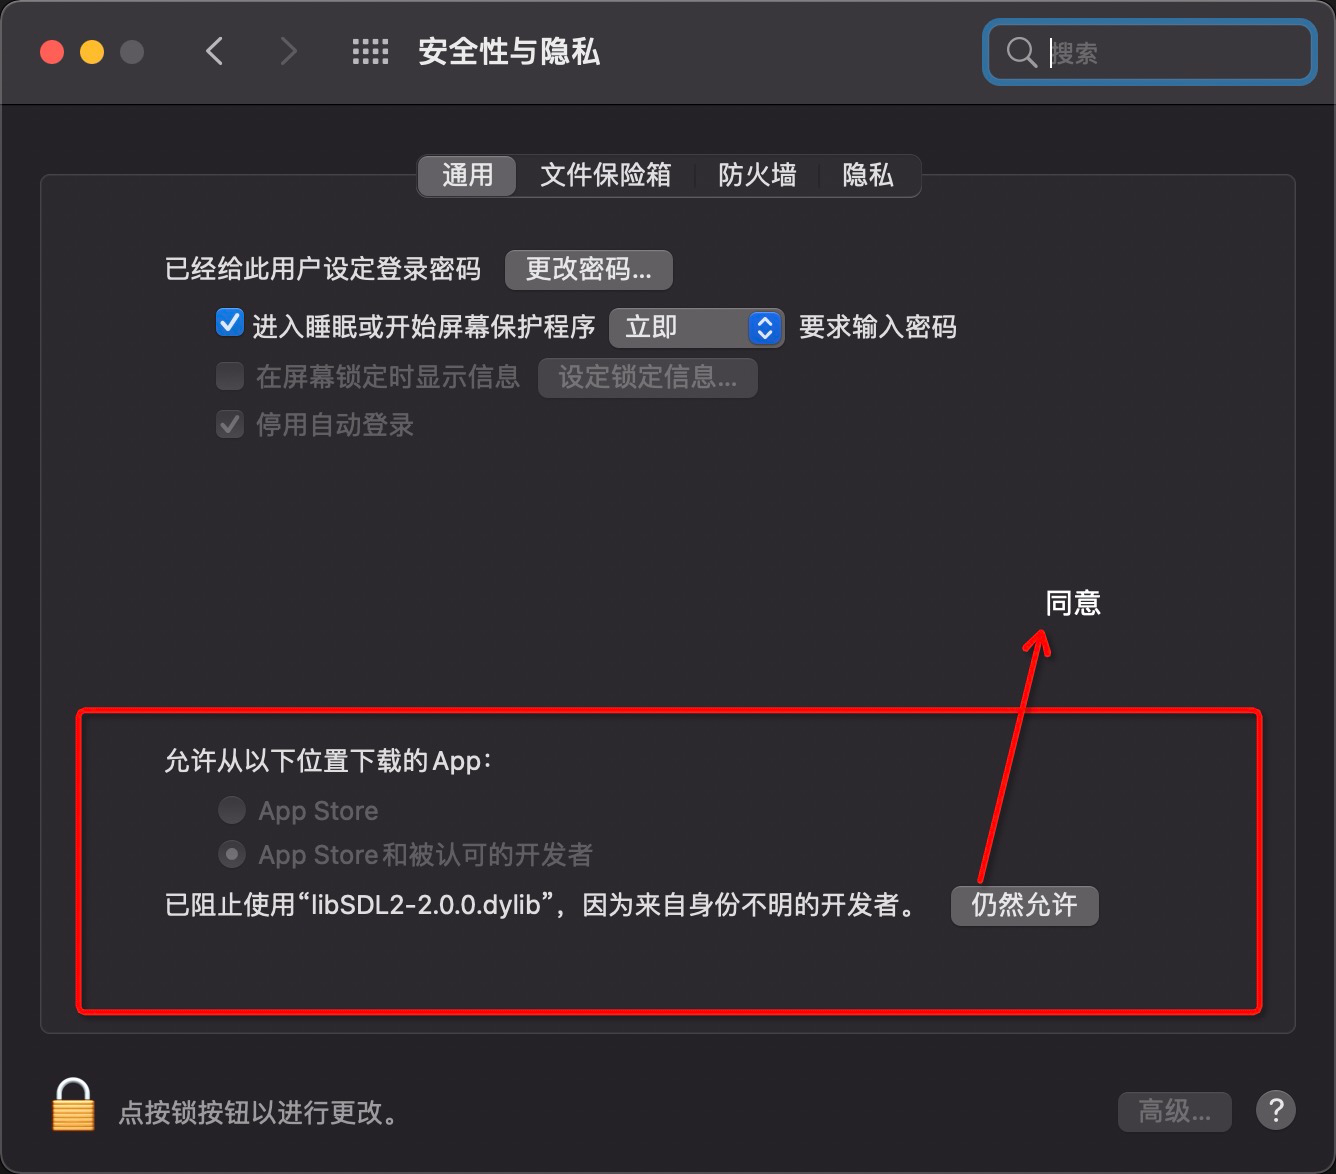 安全性与隐私
搜索
通用 文件保险箱 防火墙 隐私
已经给此用户设定登录密码 更改密码...
进入睡眠或开始屏幕保护程序 立即 要求输入密码
在屏幕锁定时显示信息 设定锁定信息...
停用自动登录
同意
允许从以下位置下载的App：
App Store
App Store和被认可的开发者
已阻止使用“libSDL2-2.0.0.dylib”，因为来自身份不明的开发者。 仍然允许
点按锁按钮以进行更改。
高级... ?